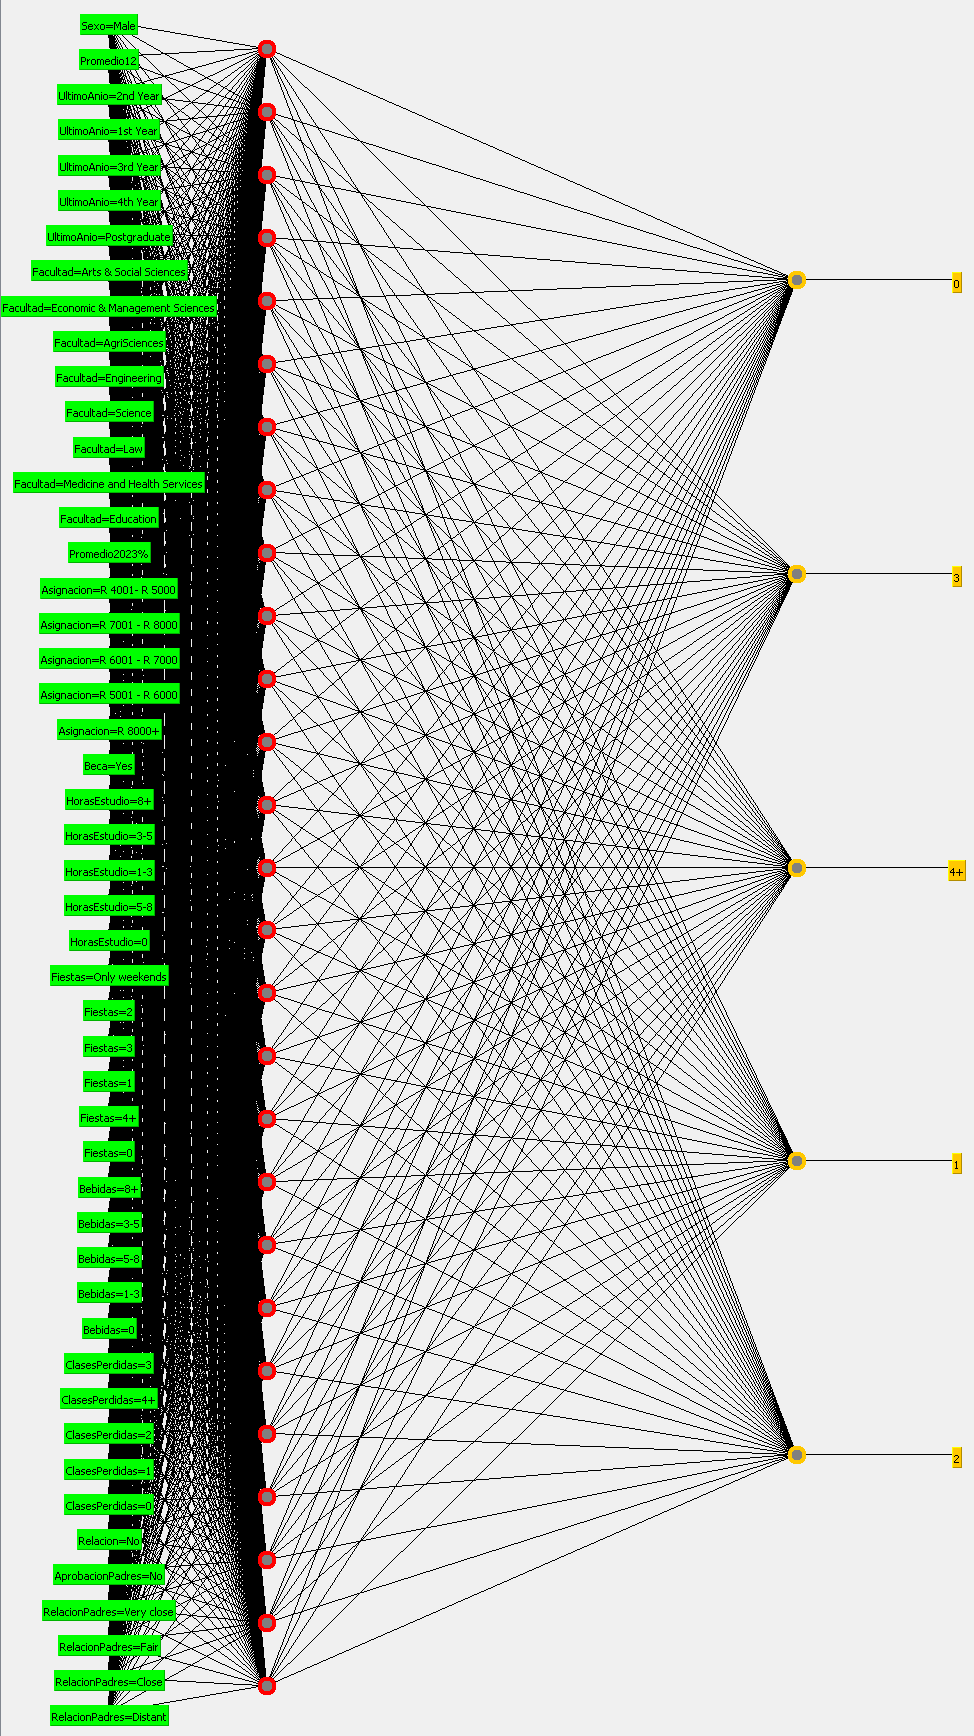 Sexo=Male
Promedio12
UltimoAnio=2nd Year
UltimoAnio=1st Year
UltimoAnio=3rd Year
UltimoAnio=4th Year
UltimoAnio=Postgraduate
Facultad=Arts & Social Sciences
Facultad=Economic & Management Sciences
Facultad=AgriSciences
Facultad=Engineering
Facultad=Science
Facultad=Law
Facultad=Medicine and Health Services
Facultad=Education
Promedio2023%
Asignacion=R 4001- R 5000
Asignacion=R 7001 - R 8000
Asignacion=R 6001 - R 7000
Asignacion=R 5001 - R 6000
Asignacion=R 8000+
Beca=Yes
HorasEstudio=8+
HorasEstudio=3-5
HorasEstudio=1-3
HorasEstudio=5-8
HorasEstudio=0
Fiestas=Only weekends
Fiestas=2
Fiestas=3
Fiestas=1
Fiestas=4+
Fiestas=0
Bebidas=8+
Bebidas=3-5
Bebidas=5-8
Bebidas=1-3
Bebidas=0
ClasesPerdidas=3
ClasesPerdidas=4+
ClasesPerdidas=2
ClasesPerdidas=1
ClasesPerdidas=0
Relacion=No
AprobacionPadres=No
RelacionPadres=Very close
RelacionPadres=Fair
RelacionPadres=Close
RelacionPadres=Distant
0
3
4+
1
2